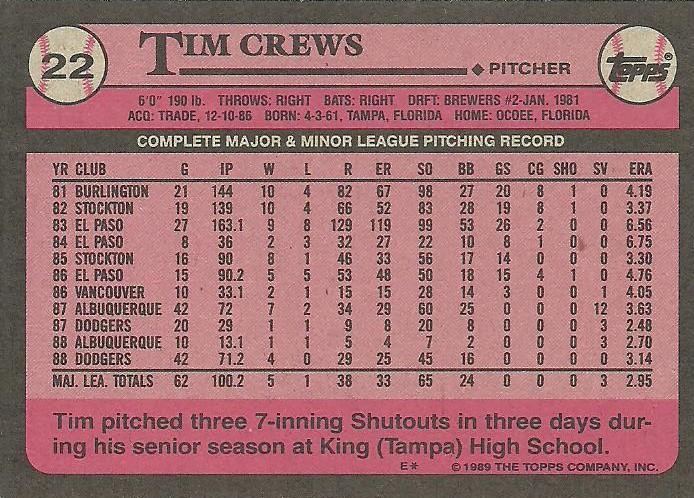 22
TIM CREWS
PITCHER
TOPPS®
6'0" 190 lb. THROWS: RIGHT BATS: RIGHT DRFT: BREWERS #2-JAN. 1981
ACQ: TRADE, 12-10-86 BORN: 4-3-61, TAMPA, FLORIDA HOME: OCOEE, FLORIDA
COMPLETE MAJOR & MINOR LEAGUE PITCHING RECORD
YR CLUB G IP W L R ER SO BB GS CG SHO SV ERA
81 BURLINGTON 21 144 10 4 82 67 98 27 20 8 1 0 4.19
82 STOCKTON 19 139 10 4 66 52 83 28 19 8 1 0 3.37
83 EL PASO 27 163.1 9 8 129 119 99 53 26 2 0 0 6.56
84 EL PASO 8 36 2 3 32 27 22 10 8 1 0 0 6.75
85 STOCKTON 16 90 8 1 46 33 56 17 14 0 0 0 3.30
86 EL PASO 15 90.2 5 5 53 48 50 18 15 4 1 0 4.76
86 VANCOUVER 10 33.1 2 1 15 15 28 14 3 0 0 1 4.05
87 ALBUQUERQUE 42 72 7 2 34 29 60 25 0 0 0 12 3.63
87 DODGERS 20 29 1 1 9 8 20 8 0 0 0 3 2.48
88 ALBUQUERQUE 10 13.1 1 1 5 4 7 2 0 0 0 3 2.70
88 DODGERS 42 71.2 4 0 29 25 45 16 0 0 0 0 3.14
MAJ. LEA. TOTALS 62 100.2 5 1 38 33 65 24 0 0 0 3 2.95
Tim pitched three 7-inning Shutouts in three days dur-
ing his senior season at King (Tampa) High School.
E* © 1989 THE TOPPS COMPANY, INC.